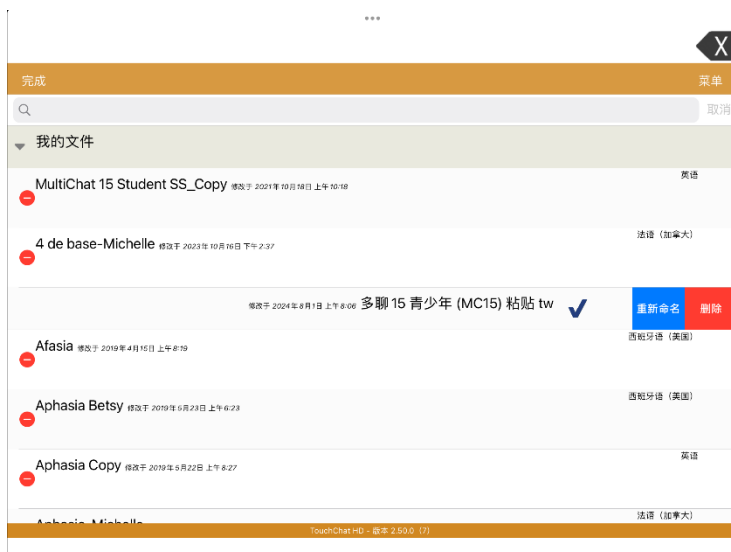 X
完成 菜单
取消
我的文件
MultiChat 15 Student SS_Copy 修改于 2021年10月18日 上午10:18 英语
4 de base-Michelle 修改于 2023年10月16日 下午2:37 法语（加拿大）
修改于 2024年8月1日 上午8:06 多聊 15 青少年 (MC15) 粘贴 tw 重新命名 删除
Afasia 修改于 2019年4月15日 上午8:19 西班牙语（美国）
Aphasia Betsy 修改于 2019年5月23日 上午6:23 西班牙语（美国）
Aphasia Copy 修改于 2019年5月22日 上午8:27 英语
Aphasia-Michelle 法语（加拿大）
TouchChat HD - 版本 2.50.0（7）